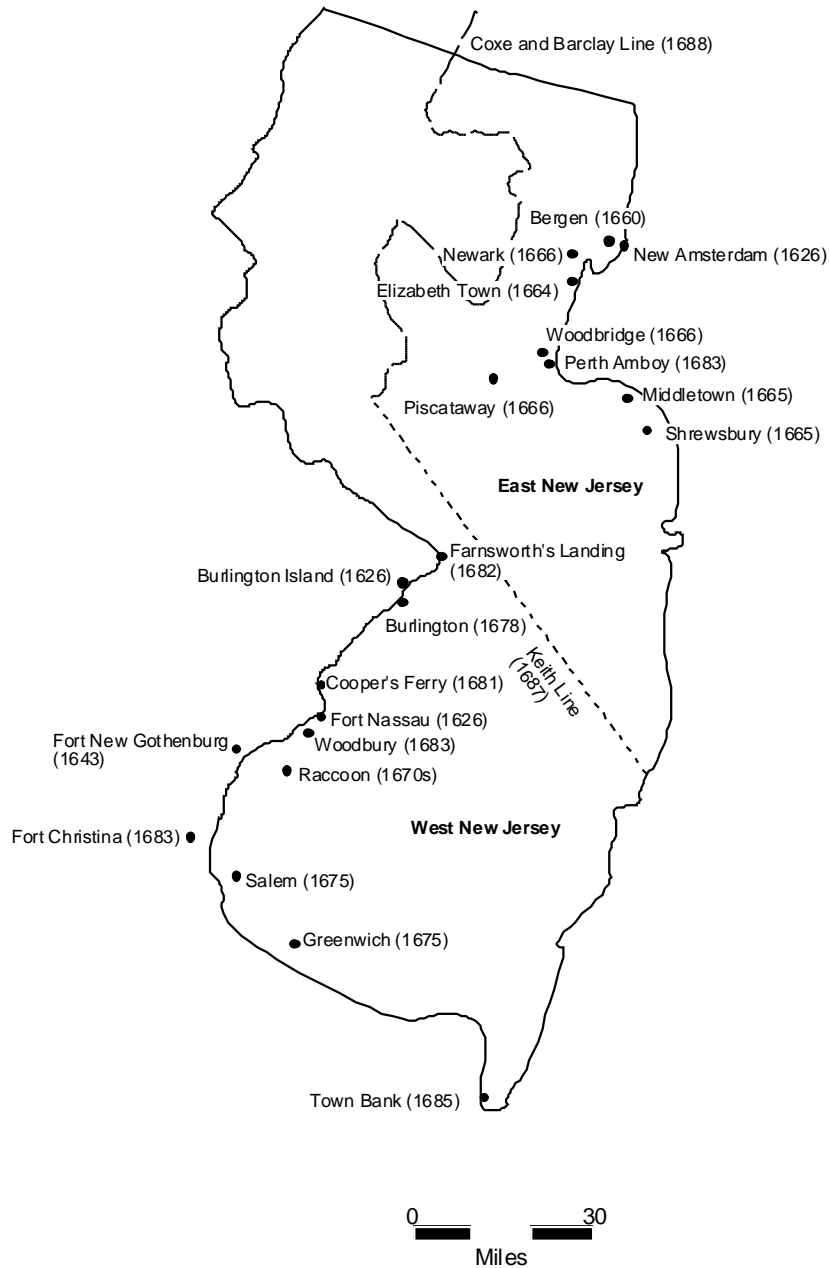 Coxe and Barclay Line (1688)
Bergen (1660)
Newark (1666)
New Amsterdam (1626)
Elizabeth Town (1664)
Woodbridge (1666)
Perth Amboy (1683)
Middletown (1665)
Piscataway (1666)
Shrewsbury (1665)
East New Jersey
Farnsworth's Landing
(1682)
Burlington Island (1626)
Burlington (1678)
Keith Line
(1687)
Cooper's Ferry (1681)
Fort Nassau (1626)
Fort New Gothenburg
(1643)
Woodbury (1683)
Raccoon (1670s)
West New Jersey
Fort Christina (1683)
Salem (1675)
Greenwich (1675)
Town Bank (1685)
0 30
Miles